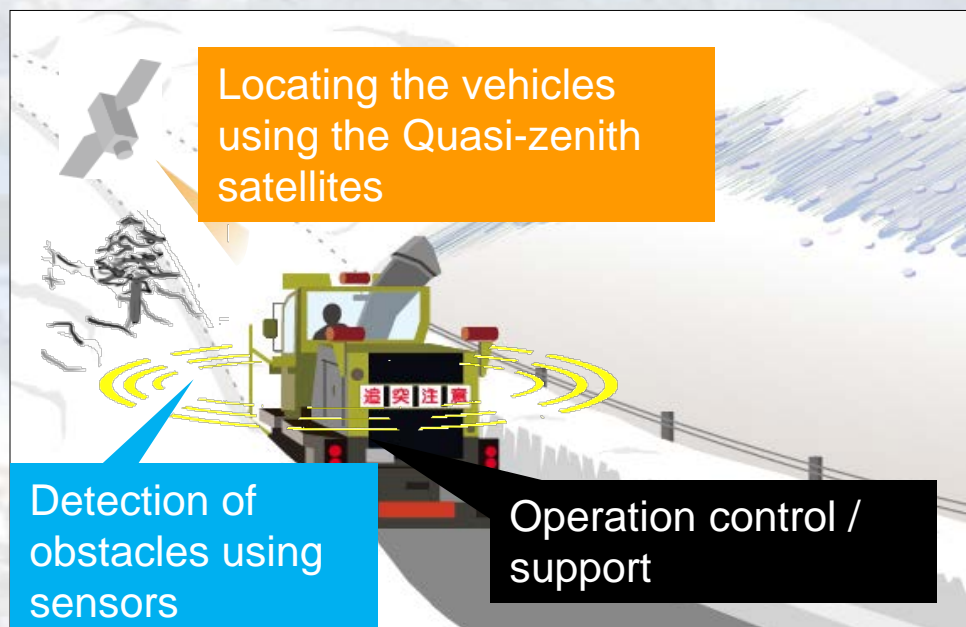 Locating the vehicles
using the Quasi-zenith
satellites
追突注意
Detection of
obstacles using
sensors
Operation control /
support